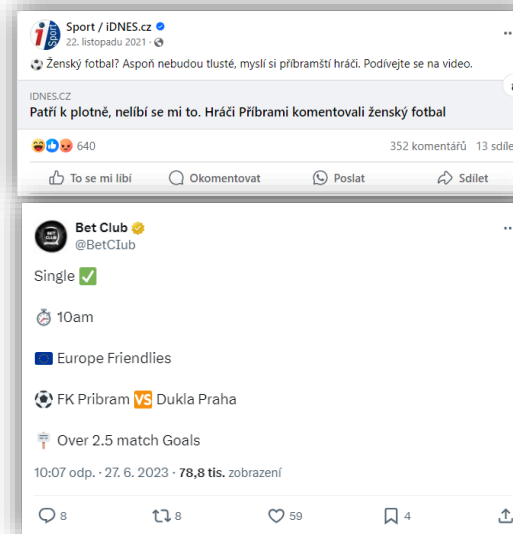 Sport / iDNES.cz
22. listopadu 2021 ·
Ženský fotbal? Aspoň nebudou tlusté, myslí si příbramští hráči. Podívejte se na video.
IDNES.CZ
Patří k plotně, nelíbí se mi to. Hráči Příbrami komentovali ženský fotbal
640
352 komentářů 13 sdíle
To se mi líbí Okomentovat Poslat Sdílet
Bet Club
@BetCIub
Single ✅
⏱ 10am
🇪🇺 Europe Friendlies
⚽ FK Pribram 🆚 Dukla Praha
🪧 Over 2.5 match Goals
10:07 odp. · 27. 6. 2023 · 78,8 tis. zobrazení
8 8 59 4